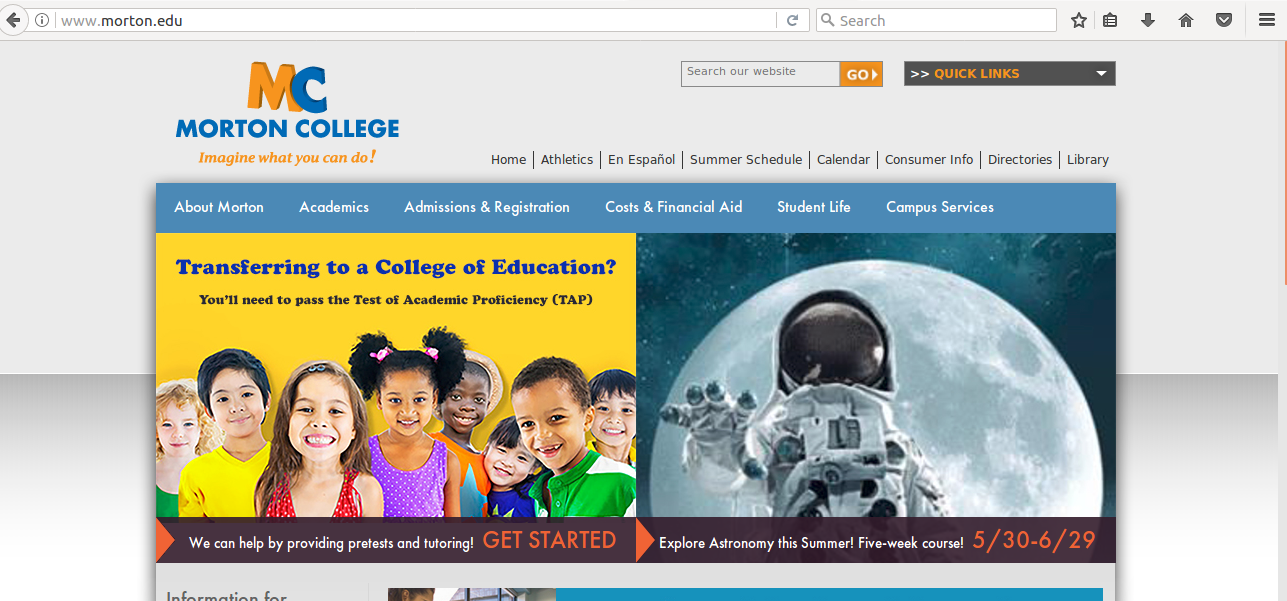 www.morton.edu
Search
MC
MORTON COLLEGE
Imagine what you can do!
Search our website
GO
>> QUICK LINKS
Home | Athletics | En Español | Summer Schedule | Calendar | Consumer Info | Directories | Library
About Morton Academics Admissions & Registration Costs & Financial Aid Student Life Campus Services
Transferring to a College of Education?
You'll need to pass the Test of Academic Proficiency (TAP)
We can help by providing pretests and tutoring! GET STARTED
Explore Astronomy this Summer! Five-week course! 5/30-6/29
Information for